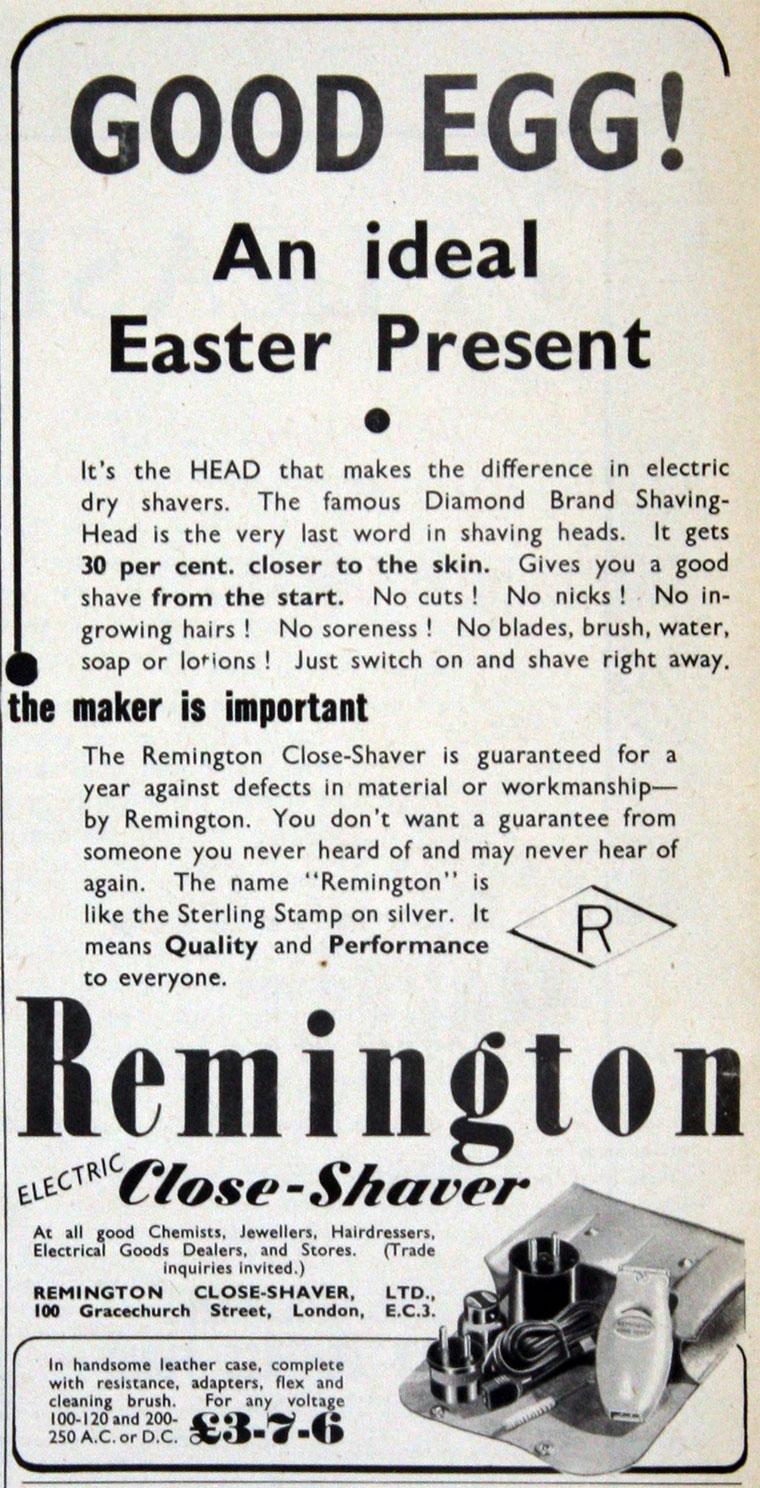 GOOD EGG!
An ideal
Easter Present
It's the HEAD that makes the difference in electric
dry shavers. The famous Diamond Brand Shaving-
Head is the very last word in shaving heads. It gets
30 per cent. closer to the skin. Gives you a good
shave from the start. No cuts! No nicks! No in-
growing hairs! No soreness! No blades, brush, water,
soap or lotions! Just switch on and shave right away.
the maker is important
The Remington Close-Shaver is guaranteed for a
year against defects in material or workmanship—
by Remington. You don't want a guarantee from
someone you never heard of and may never hear of
again. The name "Remington" is
like the Sterling Stamp on silver. It
means Quality and Performance
to everyone.
R
Remington
ELECTRIC Close-Shaver
At all good Chemists, Jewellers, Hairdressers,
Electrical Goods Dealers, and Stores. (Trade
inquiries invited.)
REMINGTON CLOSE-SHAVER, LTD.,
100 Gracechurch Street, London, E.C.3.
In handsome leather case, complete
with resistance, adapters, flex and
cleaning brush. For any voltage
100-120 and 200-
250 A.C. or D.C. £3-7-6